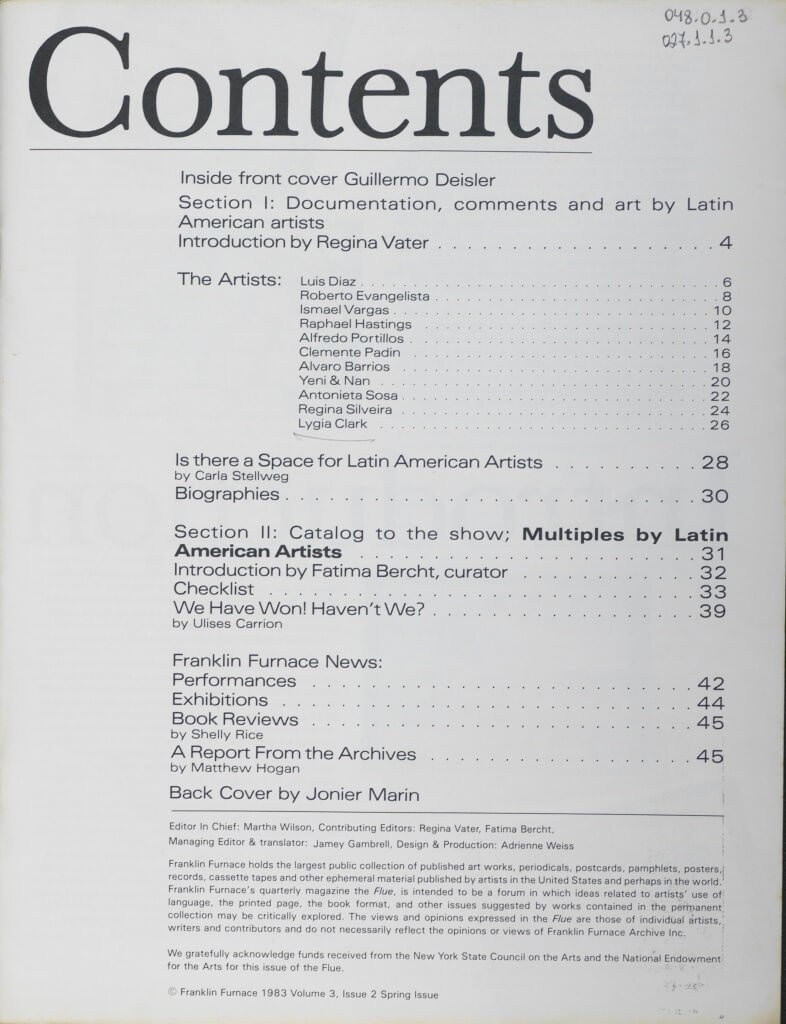 048.0.1.3
027.1.1.3
Contents
Inside front cover Guillermo Deisler
Section I: Documentation, comments and art by Latin
American artists
Introduction by Regina Vater . . . . . . . . . . . . . . . . . . . 4
The Artists: Luis Diaz . . . . . . . . . . . . . . . . . . . 6
Roberto Evangelista . . . . . . . . . . . . . . . . . . . 8
Ismael Vargas . . . . . . . . . . . . . . . . . . . 10
Raphael Hastings . . . . . . . . . . . . . . . . . . . 12
Alfredo Portillos . . . . . . . . . . . . . . . . . . . 14
Clemente Padin . . . . . . . . . . . . . . . . . . . 16
Alvaro Barrios . . . . . . . . . . . . . . . . . . . 18
Yeni & Nan . . . . . . . . . . . . . . . . . . . 20
Antonieta Sosa . . . . . . . . . . . . . . . . . . . 22
Regina Silveira . . . . . . . . . . . . . . . . . . . 24
Lygia Clark . . . . . . . . . . . . . . . . . . . 26
Is there a Space for Latin American Artists . . . . . . . . . . 28
by Carla Stellweg
Biographies . . . . . . . . . . . . . . . . . . . 30
Section II: Catalog to the show; Multiples by Latin
American Artists . . . . . . . . . . . . . . . . . . . 31
Introduction by Fatima Bercht, curator . . . . . . . . . . . . 32
Checklist . . . . . . . . . . . . . . . . . . . 33
We Have Won! Haven't We? . . . . . . . . . . . . . . . . . . . 39
by Ulises Carrion
Franklin Furnace News:
Performances . . . . . . . . . . . . . . . . . . . 42
Exhibitions . . . . . . . . . . . . . . . . . . . 44
Book Reviews . . . . . . . . . . . . . . . . . . . 45
by Shelly Rice
A Report From the Archives . . . . . . . . . . . . . . . . . . 45
by Matthew Hogan
Back Cover by Jonier Marin
Editor In Chief: Martha Wilson, Contributing Editors: Regina Vater, Fatima Bercht,
Managing Editor & translator: Jamey Gambrell, Design & Production: Adrienne Weiss
Franklin Furnace holds the largest public collection of published art works, periodicals, postcards, pamphlets, posters,
records, cassette tapes and other ephemeral material published by artists in the United States and perhaps in the world.
Franklin Furnace's quarterly magazine the Flue, is intended to be a forum in which ideas related to artists' use of
language, the printed page, the book format, and other issues suggested by works contained in the permanent
collection may be critically explored. The views and opinions expressed in the Flue are those of individual artists,
writers and contributors and do not necessarily reflect the opinions or views of Franklin Furnace Archive Inc.
We gratefully acknowledge funds received from the New York State Council on the Arts and the National Endowment
for the Arts for this issue of the Flue.
© Franklin Furnace 1983 Volume 3, Issue 2 Spring Issue